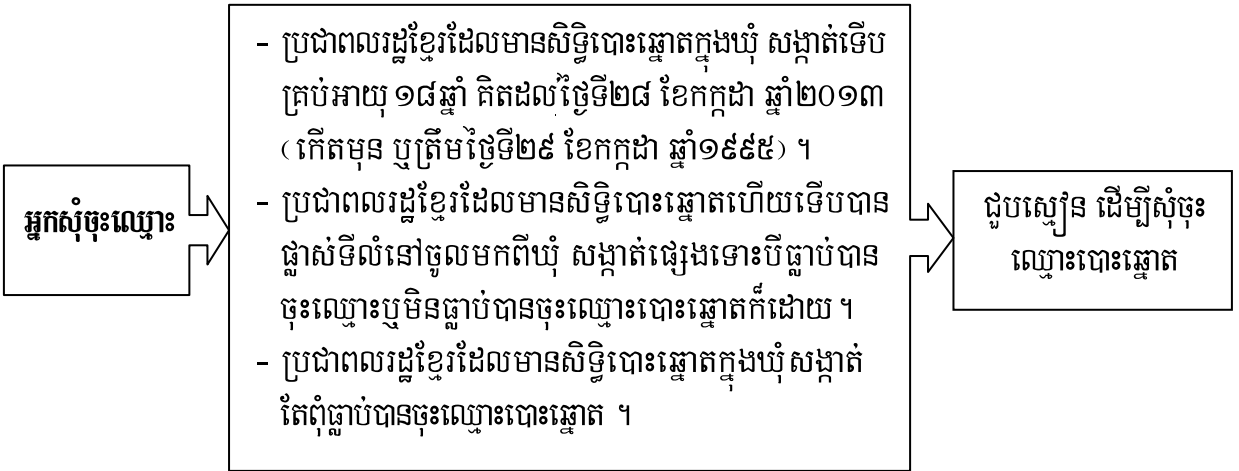 អ្នកសុំចុះឈ្មោះ
- ប្រជាពលរដ្ឋខ្មែរដែលមានសិទ្ធិបោះឆ្នោតក្នុងឃុំ សង្កាត់ទើប
គ្រប់អាយុ ១៨ឆ្នាំ គិតដល់ថ្ងៃទី២៨ ខែកក្កដា ឆ្នាំ២០១៣
(កើតមុន ឬត្រឹមថ្ងៃទី២៩ ខែកក្កដា ឆ្នាំ១៩៩៥) ។
- ប្រជាពលរដ្ឋខ្មែរដែលមានសិទ្ធិបោះឆ្នោតហើយទើបបាន
ផ្លាស់ទីលំនៅចូលមកពីឃុំ សង្កាត់ផ្សេងទោះបីធ្លាប់បាន
ចុះឈ្មោះឬមិនធ្លាប់បានចុះឈ្មោះបោះឆ្នោតក៏ដោយ ។
- ប្រជាពលរដ្ឋខ្មែរដែលមានសិទ្ធិបោះឆ្នោតក្នុងឃុំ សង្កាត់
តែពុំធ្លាប់បានចុះឈ្មោះបោះឆ្នោត ។
ជួបស្មៀន ដើម្បីសុំចុះ
ឈ្មោះបោះឆ្នោត